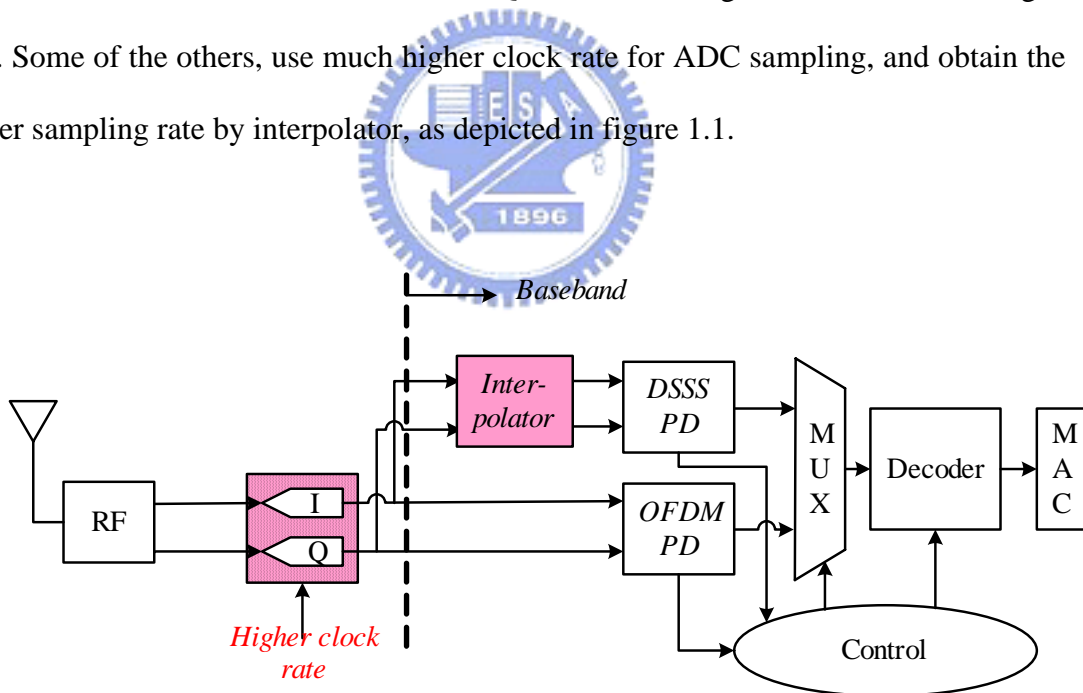 . Some of the others, use much higher clock rate for ADC sampling, and obtain the
er sampling rate by interpolator, as depicted in figure 1.1.
E S A
1896
Baseband
Inter-
polator
DSSS
PD
M
U
X
Decoder
M
A
C
RF
I
Q
OFDM
PD
Higher clock
rate
Control